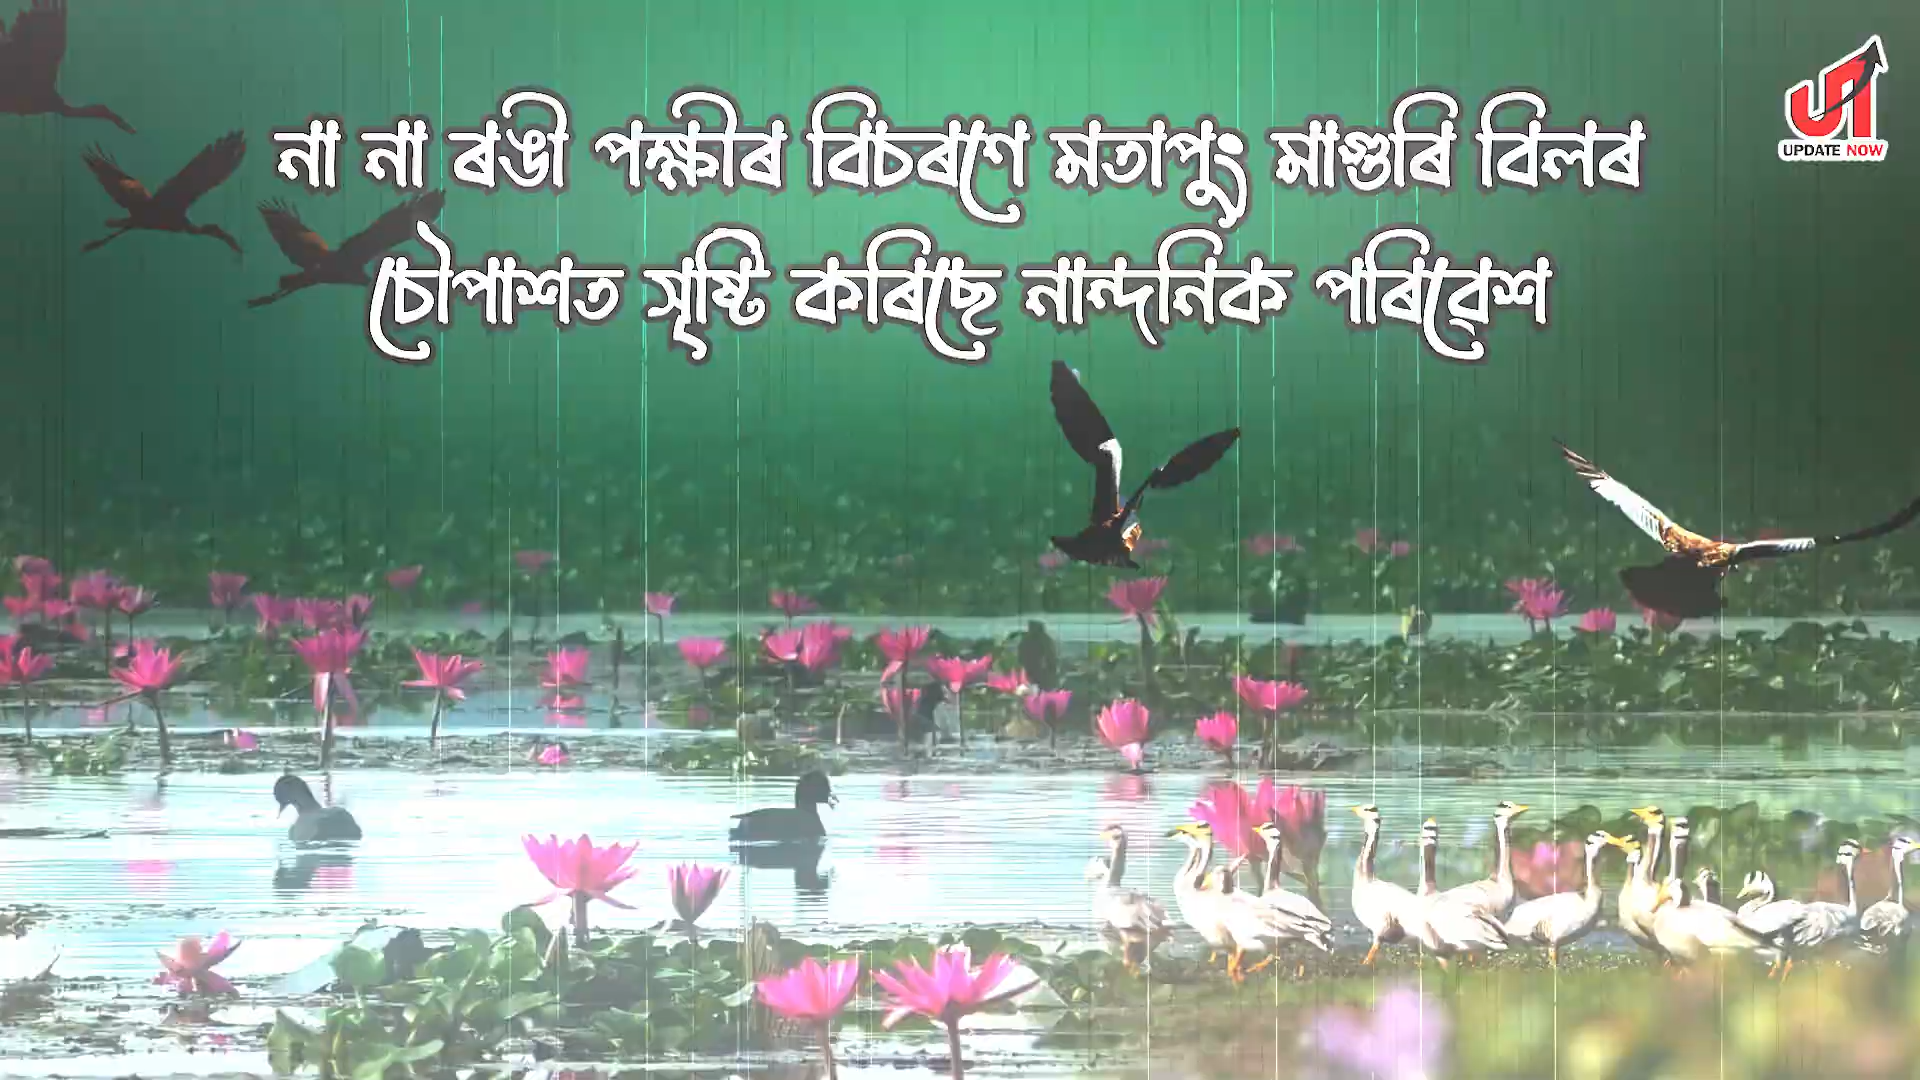 না না ৰঙী পক্ষীৰ বিচৰণে মতাপুং মাগুৰি বিলৰ
চৌপাশত সৃষ্টি কৰিছে নান্দনিক পৰিৱেশ
UPDATE NOW